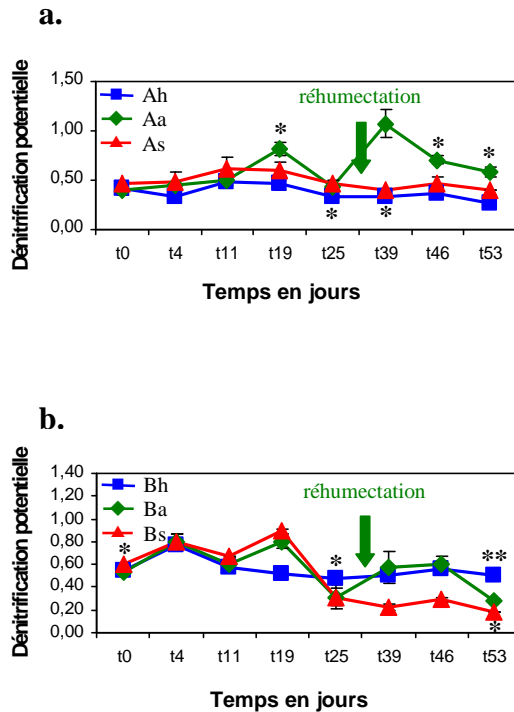 a.
Dénitrification potentielle
1,50
1,00
0,50
0,00
Ah
Aa
As
réhumectation
*
*
*
*
*
t0
t4
t11
t19
t25
t39
t46
t53
Temps en jours
b.
Dénitrification potentielle
1,40
1,20
1,00
0,80
0,60
0,40
0,20
0,00
Bh
Ba
Bs
réhumectation
*
*
**
*
t0
t4
t11
t19
t25
t39
t46
t53
Temps en jours